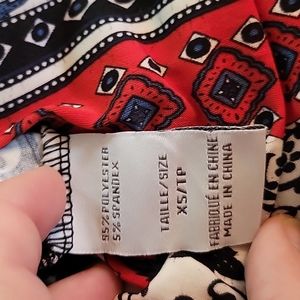 95% POLYESTER
5% SPANDEX
TAILLE/SIZE
XS/TP
FABRIQUÉ EN CHINE
MADE IN CHINA